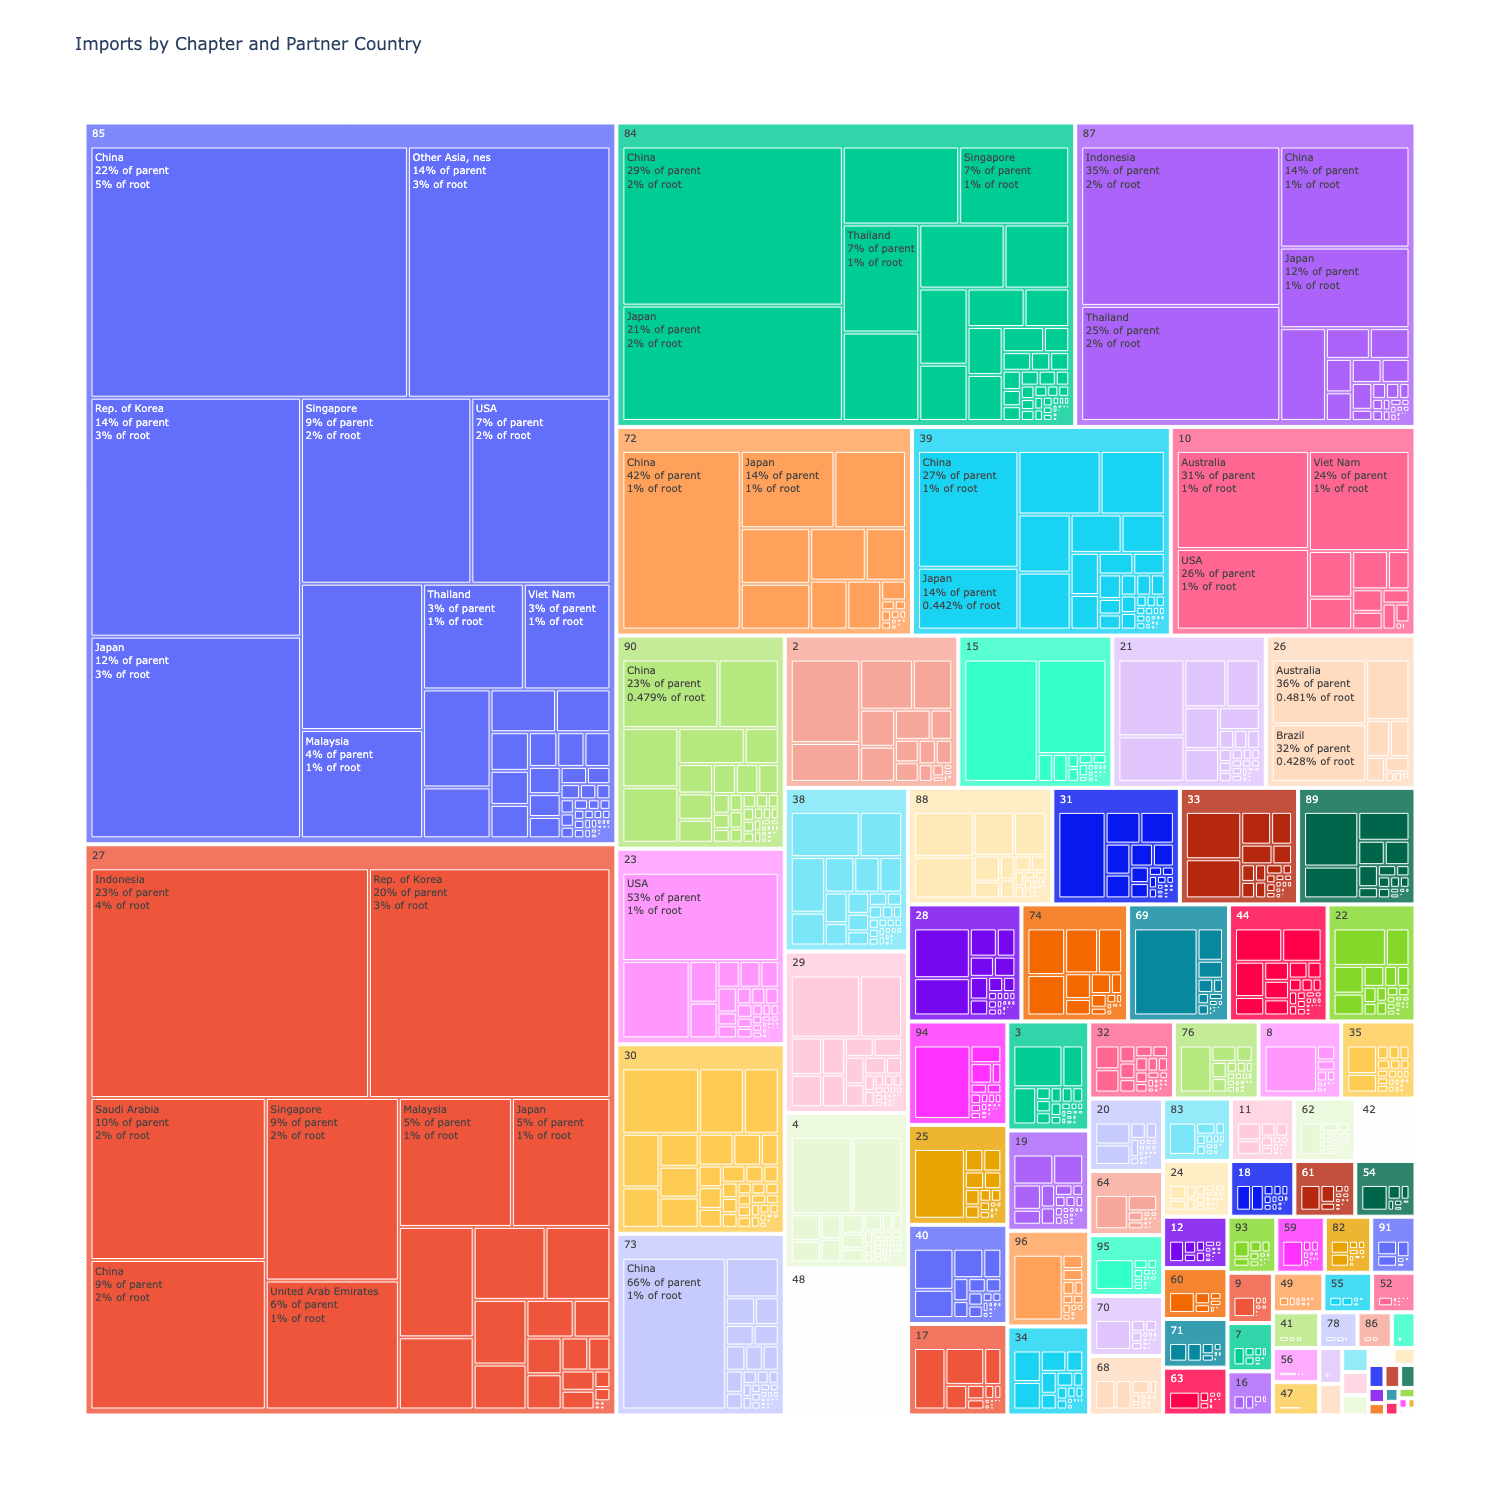 Imports by Chapter and Partner Country
85
China
22% of parent
5% of root
Other Asia, nes
14% of parent
3% of root
Rep. of Korea
14% of parent
3% of root
Singapore
9% of parent
2% of root
USA
7% of parent
2% of root
Japan
12% of parent
3% of root
Thailand
3% of parent
1% of root
Viet Nam
3% of parent
1% of root
Malaysia
4% of parent
1% of root
27
Indonesia
23% of parent
4% of root
Rep. of Korea
20% of parent
3% of root
Saudi Arabia
10% of parent
2% of root
Singapore
9% of parent
2% of root
Malaysia
5% of parent
1% of root
Japan
5% of parent
1% of root
China
9% of parent
2% of root
United Arab Emirates
6% of parent
1% of root
84
China
29% of parent
2% of root
Singapore
7% of parent
1% of root
Thailand
7% of parent
1% of root
Japan
21% of parent
2% of root
87
Indonesia
35% of parent
2% of root
China
14% of parent
1% of root
Japan
12% of parent
1% of root
Thailand
25% of parent
2% of root
72
China
42% of parent
1% of root
Japan
14% of parent
1% of root
39
China
27% of parent
1% of root
Japan
14% of parent
0.442% of root
10
Australia
31% of parent
1% of root
Viet Nam
24% of parent
1% of root
USA
26% of parent
1% of root
90
China
23% of parent
0.479% of root
2
15
21
26
Australia
36% of parent
0.481% of root
Brazil
32% of parent
0.428% of root
23
USA
53% of parent
1% of root
30
73
China
66% of parent
1% of root
38
29
4
48
88
31
33
89
28
74
69
44
22
94
3
32
76
8
35
25
19
20
83
11
62
42
64
24
18
61
54
40
96
95
12
93
59
82
91
70
60
9
49
55
52
17
34
68
71
7
41
78
86
63
16
56
47